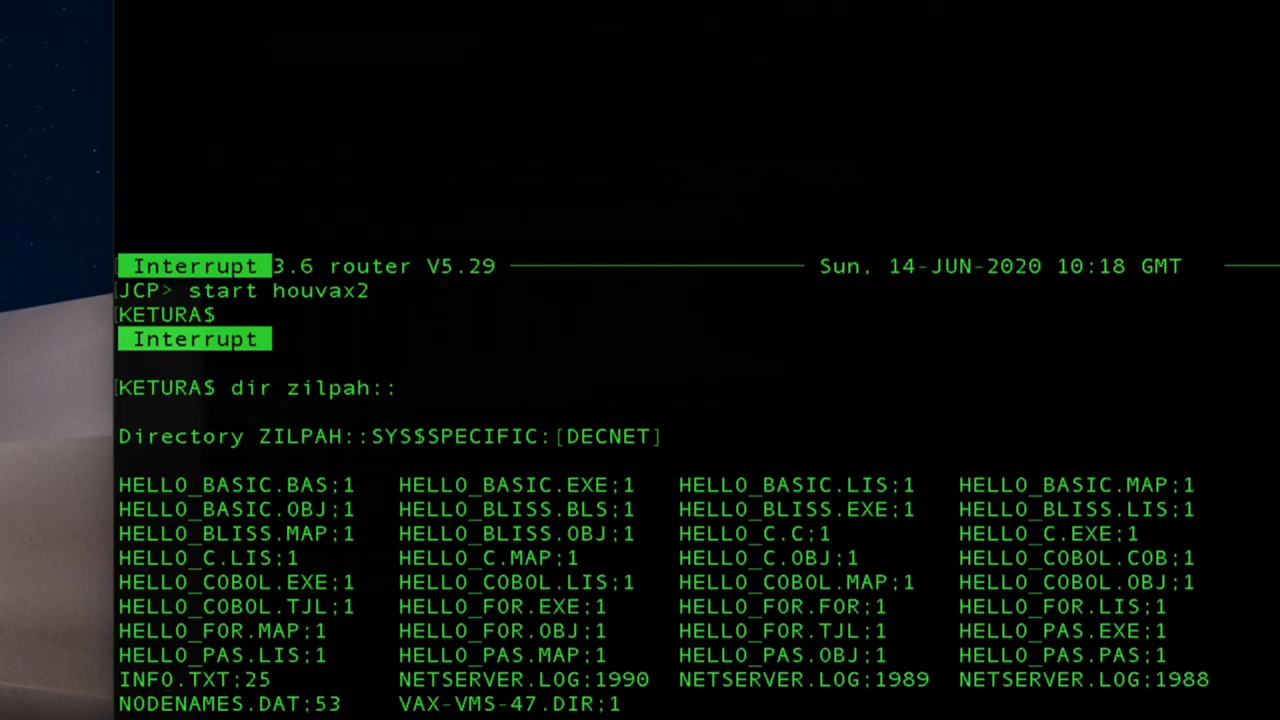 Interrupt 3.6 router V5.29 Sun, 14-JUN-2020 10:18 GMT
[JCP> start houvax2
[KETURA$
Interrupt
[KETURA$ dir zilpah::
Directory ZILPAH::SYS$SPECIFIC:[DECNET]
HELLO_BASIC.BAS;1 HELLO_BASIC.EXE;1 HELLO_BASIC.LIS;1 HELLO_BASIC.MAP;1
HELLO_BASIC.OBJ;1 HELLO_BLISS.BLS;1 HELLO_BLISS.EXE;1 HELLO_BLISS.LIS;1
HELLO_BLISS.MAP;1 HELLO_BLISS.OBJ;1 HELLO_C.C;1 HELLO_C.EXE;1
HELLO_C.LIS;1 HELLO_C.MAP;1 HELLO_C.OBJ;1 HELLO_COBOL.COB;1
HELLO_COBOL.EXE;1 HELLO_COBOL.LIS;1 HELLO_COBOL.MAP;1 HELLO_COBOL.OBJ;1
HELLO_COBOL.TJL;1 HELLO_FOR.EXE;1 HELLO_FOR.FOR;1 HELLO_FOR.LIS;1
HELLO_FOR.MAP;1 HELLO_FOR.OBJ;1 HELLO_FOR.TJL;1 HELLO_PAS.EXE;1
HELLO_PAS.LIS;1 HELLO_PAS.MAP;1 HELLO_PAS.OBJ;1 HELLO_PAS.PAS;1
INFO.TXT;25 NETSERVER.LOG;1990 NETSERVER.LOG;1989 NETSERVER.LOG;1988
NODENAMES.DAT;53 VAX-VMS-47.DIR;1